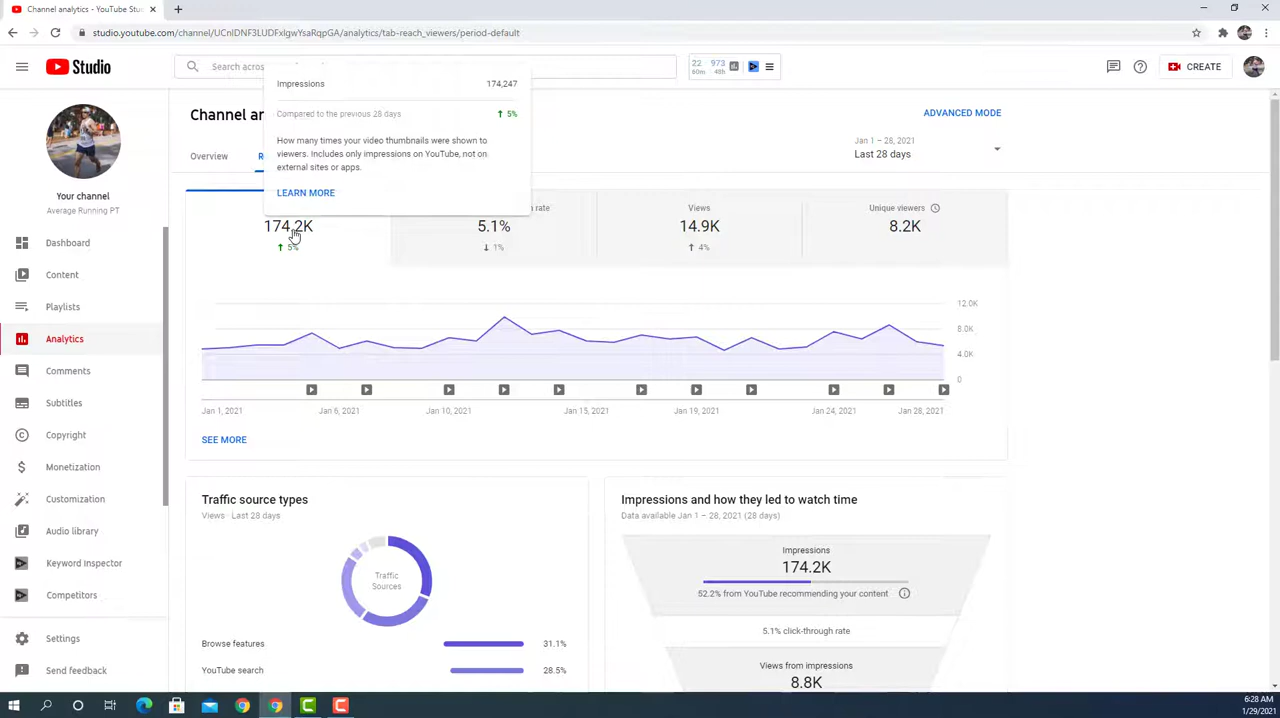 Channel analytics - YouTube Stu
studio.youtube.com/channel/UCnIDNF3LUDFxlgwYsaRqpGA/analytics/tab-reach_viewers/period-default
Studio
Search acros
22 973
60m 48h
CREATE
Impressions 174,247
Compared to the previous 28 days 5%
How many times your video thumbnails were shown to
viewers. Includes only impressions on YouTube, not on
external sites or apps.
LEARN MORE
Channel an
ADVANCED MODE
Overview
Jan 1 – 28, 2021
Last 28 days
174.2K
5%
n rate
5.1%
1%
Views
14.9K
4%
Unique viewers
8.2K
12.0K
8.0K
4.0K
0
Jan 1, 2021 Jan 6, 2021 Jan 10, 2021 Jan 15, 2021 Jan 19, 2021 Jan 24, 2021 Jan 28, 2021
SEE MORE
Your channel
Average Running PT
Dashboard
Content
Playlists
Analytics
Comments
Subtitles
Copyright
Monetization
Customization
Audio library
Keyword Inspector
Competitors
Settings
Send feedback
Traffic source types
Views · Last 28 days
Traffic
Sources
Browse features 31.1%
YouTube search 28.5%
Impressions and how they led to watch time
Data available Jan 1 – 28, 2021 (28 days)
Impressions
174.2K
52.2% from YouTube recommending your content
5.1% click-through rate
Views from impressions
8.8K
6:28 AM
1/29/2021